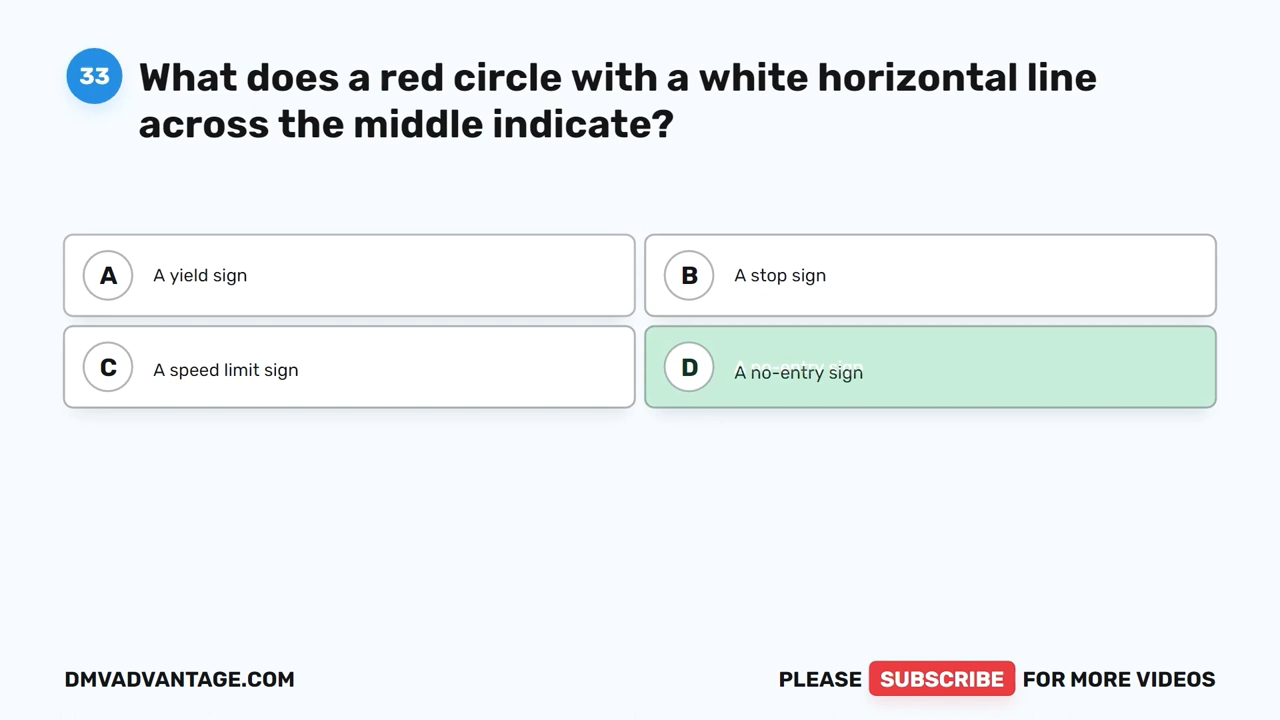 33
What does a red circle with a white horizontal line
across the middle indicate?
A A yield sign
B A stop sign
C A speed limit sign
D A no-entry sign
DMVADVANTAGE.COM
PLEASE SUBSCRIBE FOR MORE VIDEOS